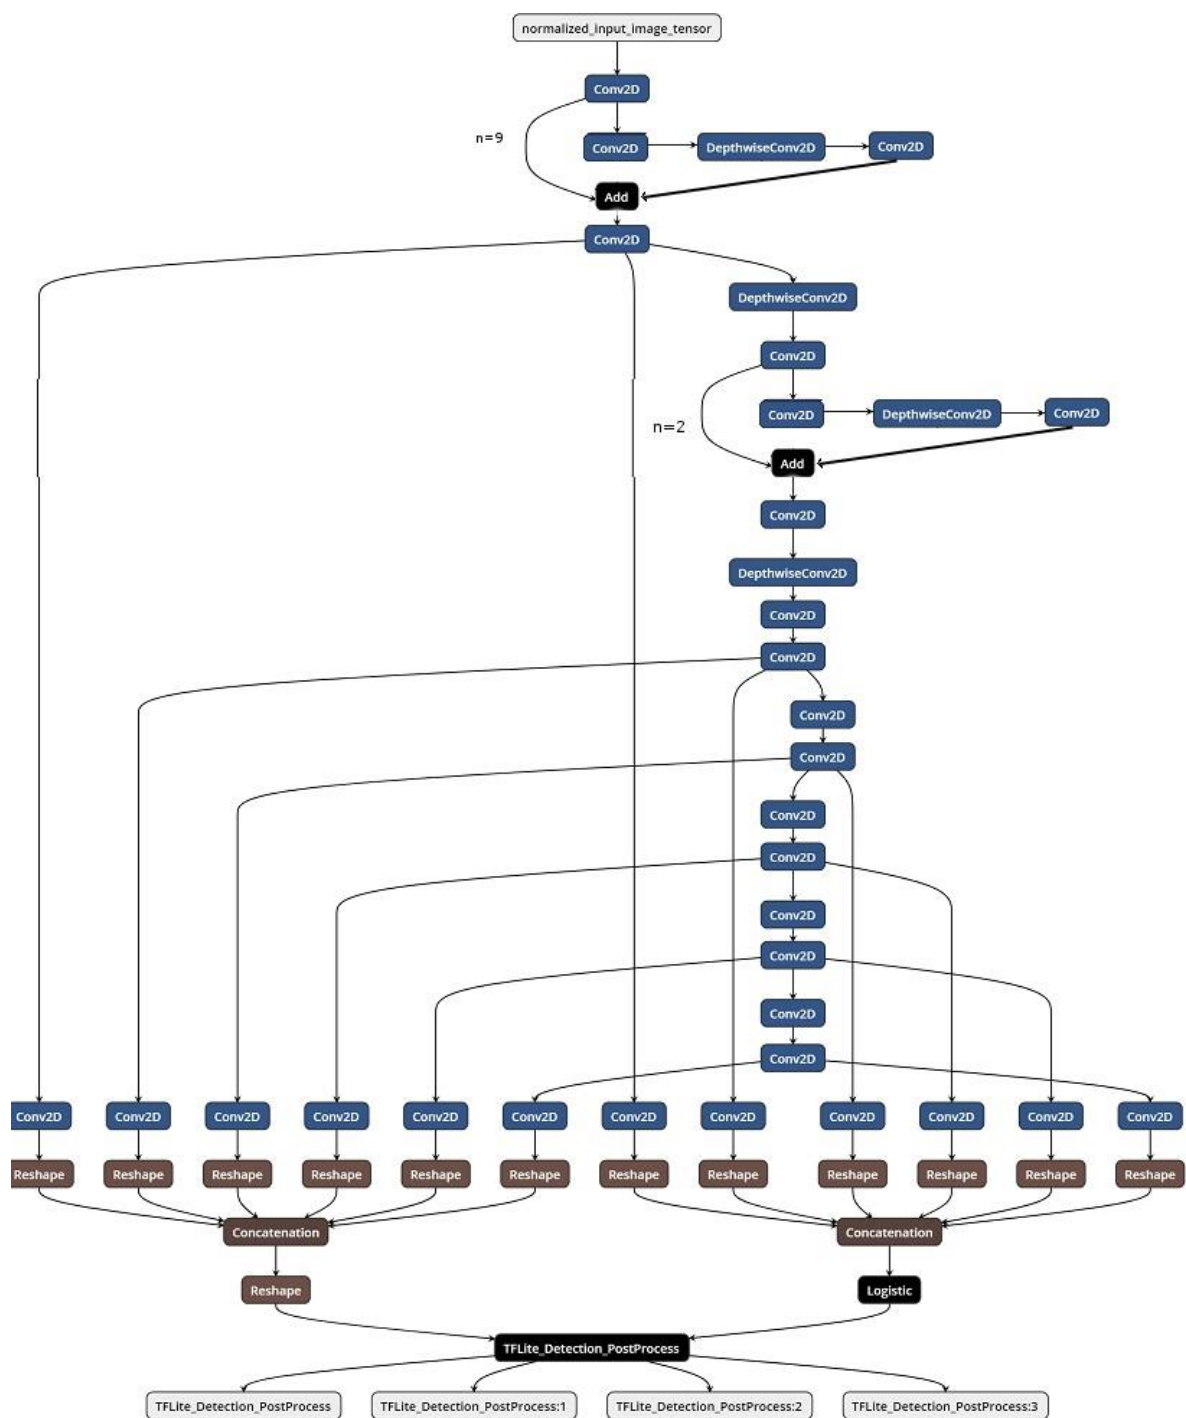 normalized_input_image_tensor
Conv2D
n=9
Conv2D DepthwiseConv2D Conv2D
Add
Conv2D
DepthwiseConv2D
Conv2D
Conv2D DepthwiseConv2D Conv2D
n=2
Add
Conv2D
DepthwiseConv2D
Conv2D
Conv2D
Conv2D
Conv2D
Conv2D
Conv2D
Conv2D
Conv2D
Conv2D
Conv2D
Conv2D Conv2D Conv2D Conv2D Conv2D Conv2D Conv2D Conv2D Conv2D Conv2D Conv2D Conv2D
Reshape Reshape Reshape Reshape Reshape Reshape Reshape Reshape Reshape Reshape Reshape Reshape
Concatenation Concatenation
Reshape Logistic
TFLite_Detection_PostProcess
TFLite_Detection_PostProcess TFLite_Detection_PostProcess:1 TFLite_Detection_PostProcess:2 TFLite_Detection_PostProcess:3